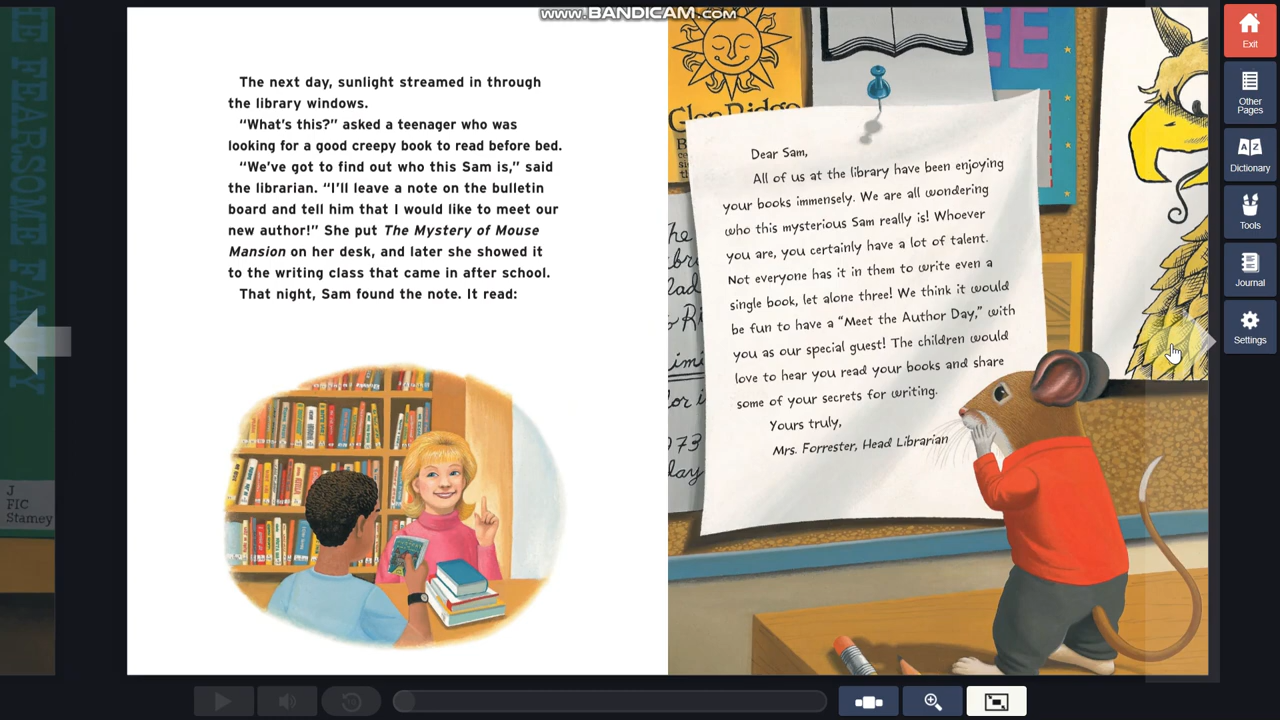 www.BANDICAM.com
THE FEARSOME FAMILY
J
FIC
Stamey
The next day, sunlight streamed in through
the library windows.
“What’s this?” asked a teenager who was
looking for a good creepy book to read before bed.
“We’ve got to find out who this Sam is,” said
the librarian. “I’ll leave a note on the bulletin
board and tell him that I would like to meet our
new author!” She put The Mystery of Mouse
Mansion on her desk, and later she showed it
to the writing class that came in after school.
That night, Sam found the note. It read:
Glen Ridge
EE
Dear Sam,
All of us at the library have been enjoying
your books immensely. We are all wondering
who this mysterious Sam really is! Whoever
you are, you certainly have a lot of talent.
Not everyone has it in them to write even a
single book, let alone three! We think it would
be fun to have a “Meet the Author Day,” with
you as our special guest! The children would
love to hear you read your books and share
some of your secrets for writing.
Yours truly,
Mrs. Forrester, Head Librarian
Exit
Other
Pages
Dictionary
Tools
Journal
Settings